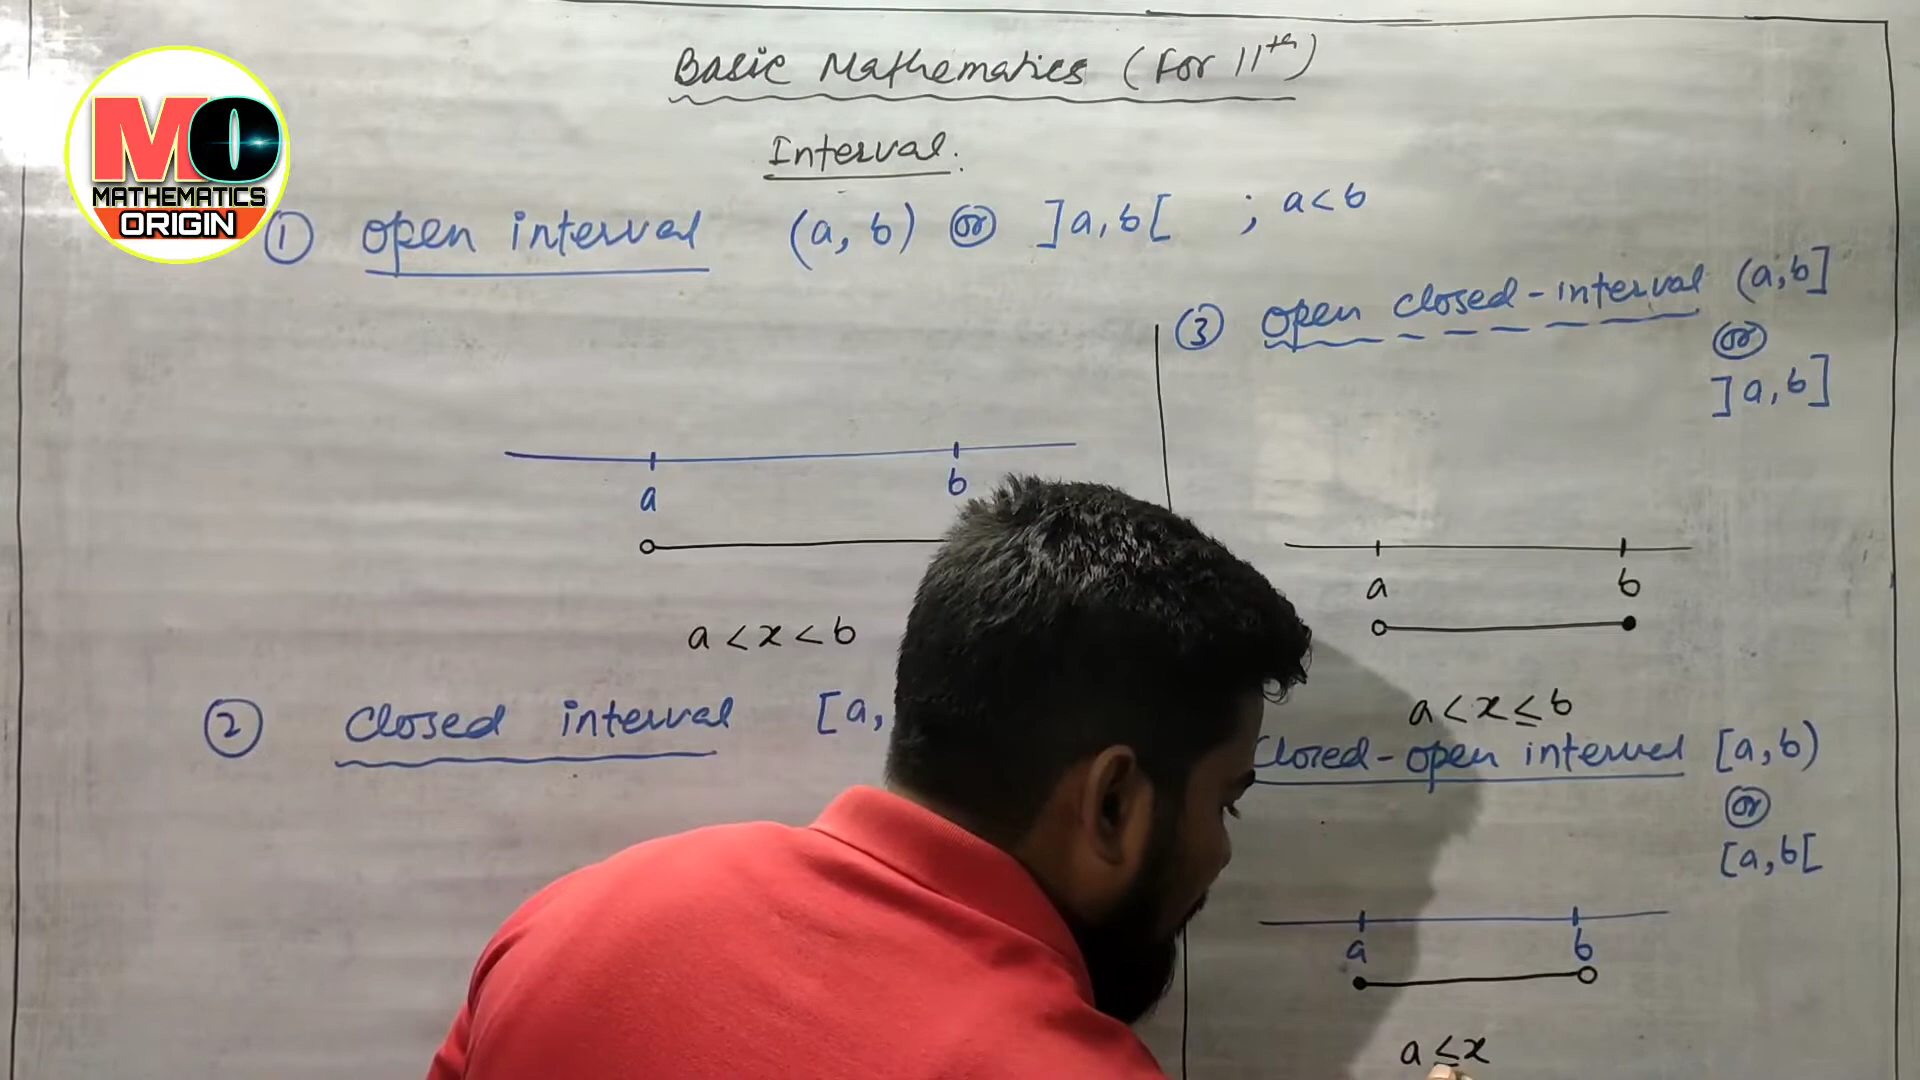 MO
MATHEMATICS
ORIGIN
Basic Mathematics (For 11th)
Interval.
① open interval (a, b) or ]a, b[ ; a<b
a b
a < x < b
② Closed interval [a,
③ open closed-interval (a,b]
or
]a, b]
a b
a < x ≤ b
Closed-open interval [a, b)
or
[a, b[
a b
a ≤ x